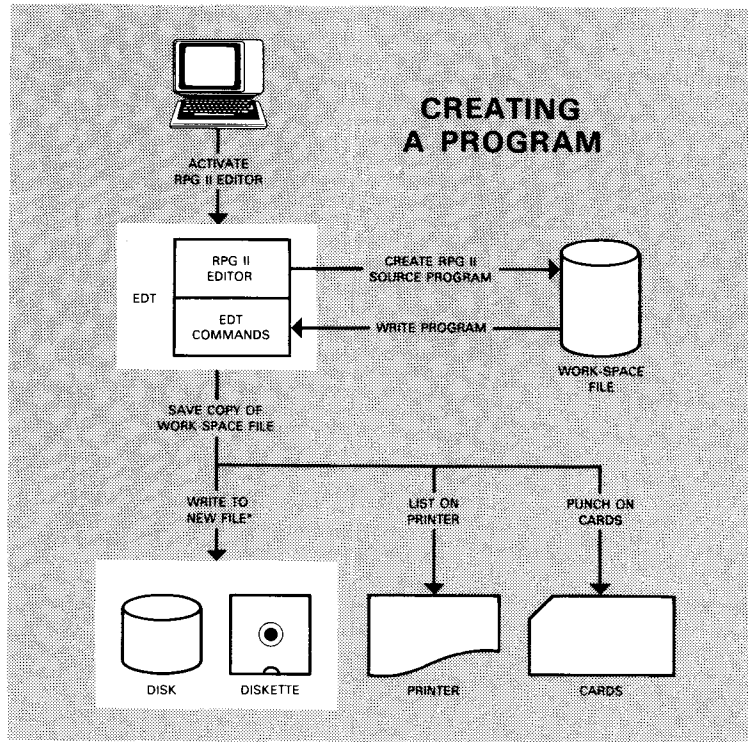 CREATING
A PROGRAM
ACTIVATE
RPG II EDITOR
EDT
RPG II
EDITOR
EDT
COMMANDS
CREATE RPG II
SOURCE PROGRAM
WRITE PROGRAM
WORK-SPACE
FILE
SAVE COPY OF
WORK SPACE FILE
WRITE TO
NEW FILE*
LIST ON
PRINTER
PUNCH ON
CARDS
DISK
DISKETTE
PRINTER
CARDS